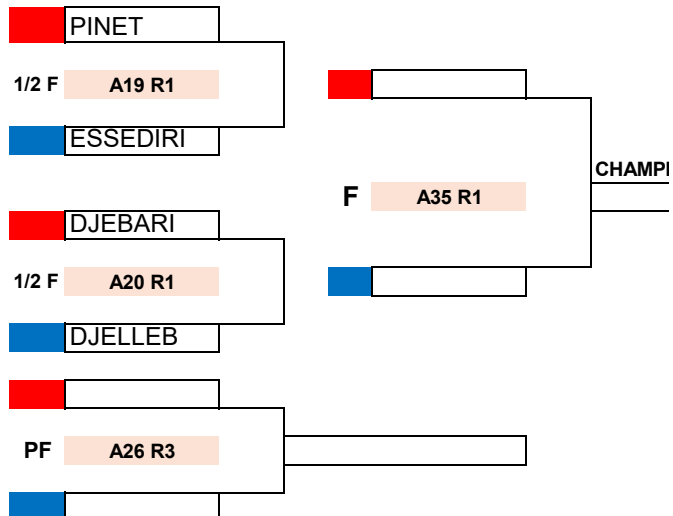 PINET
1/2 F A19 R1
ESSEDIRI
CHAMPI
F A35 R1
DJEBARI
1/2 F A20 R1
DJELLEB
PF A26 R3